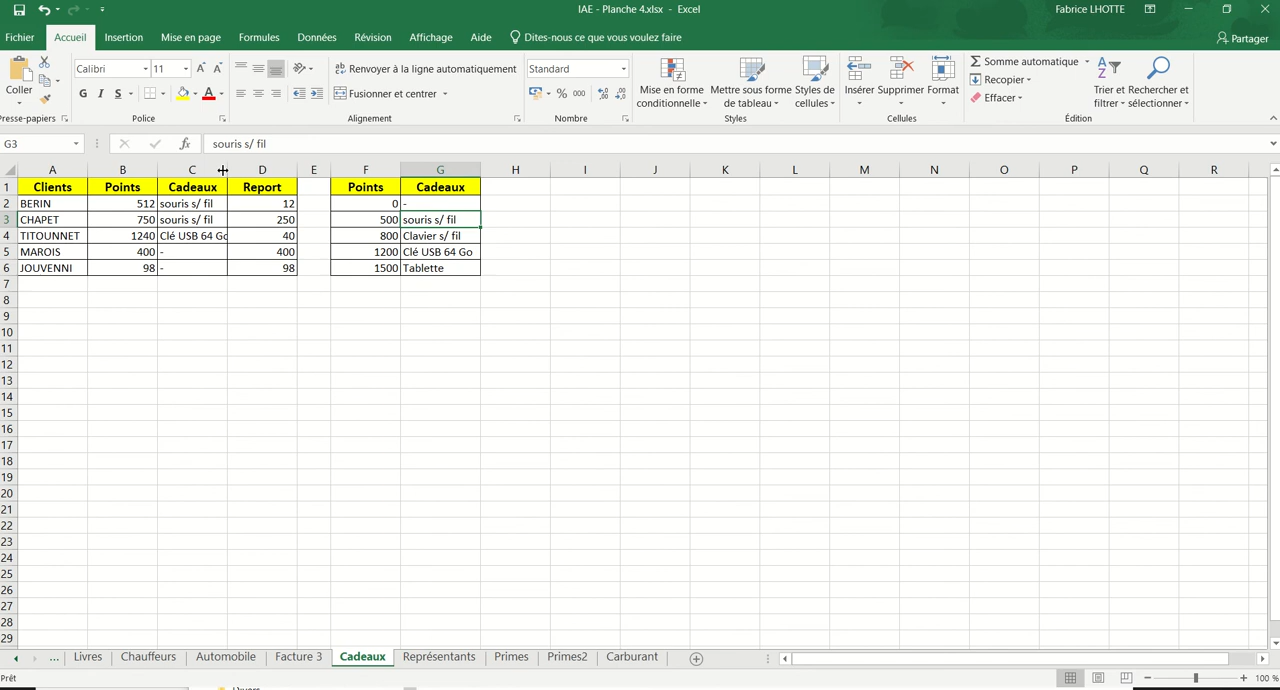 IAE - Planche 4.xlsx - Excel
Fabrice LHOTTE
Fichier Accueil Insertion Mise en page Formules Données Révision Affichage Aide Dites-nous ce que vous voulez faire Partager
Coller
Presse-papiers
Calibri 11
G I S
Police
Renvoyer à la ligne automatiquement
Fusionner et centrer
Alignement
Standard
% 000
Nombre
Mise en forme conditionnelle
Mettre sous forme de tableau
Styles de cellules
Styles
Insérer Supprimer Format
Cellules
Somme automatique
Recopier
Effacer
Trier et filtrer
Rechercher et sélectionner
Édition
G3 fx souris s/ fil
A B C D E F G H I J K L M N O P Q R
1 Clients Points Cadeaux Report Points Cadeaux
2 BERIN 512 souris s/ fil 12 0 -
3 CHAPET 750 souris s/ fil 250 500 souris s/ fil
4 TITOUNNET 1240 Clé USB 64 Go 40 800 Clavier s/ fil
5 MAROIS 400 - 400 1200 Clé USB 64 Go
6 JOUVENNI 98 - 98 1500 Tablette
7
8
9
10
11
12
13
14
15
16
17
18
19
20
21
22
23
24
25
26
27
28
29
... Livres Chauffeurs Automobile Facture 3 Cadeaux Représentants Primes Primes2 Carburant
Prêt 100 %